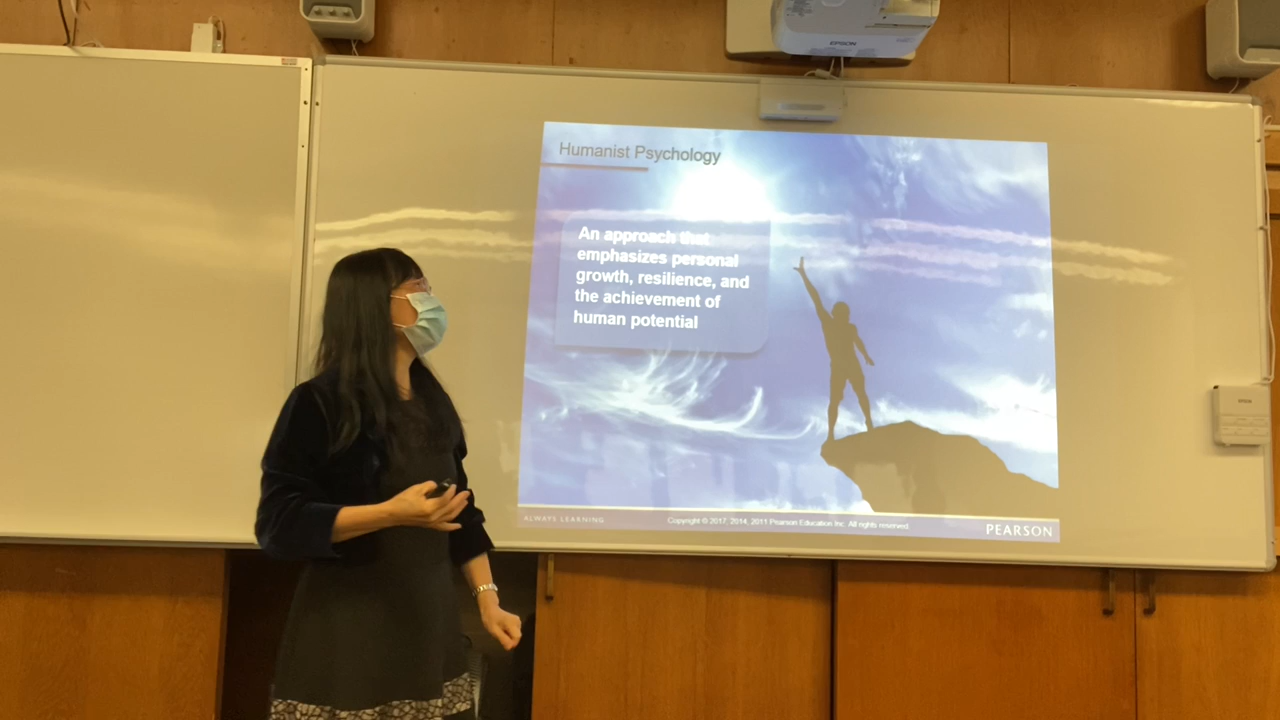 EPSON
Humanist Psychology
An approach that
emphasizes personal
growth, resilience, and
the achievement of
human potential
EPSON
ALWAYS LEARNING
Copyright © 2017, 2014, 2011 Pearson Education Inc. All rights reserved.
PEARSON